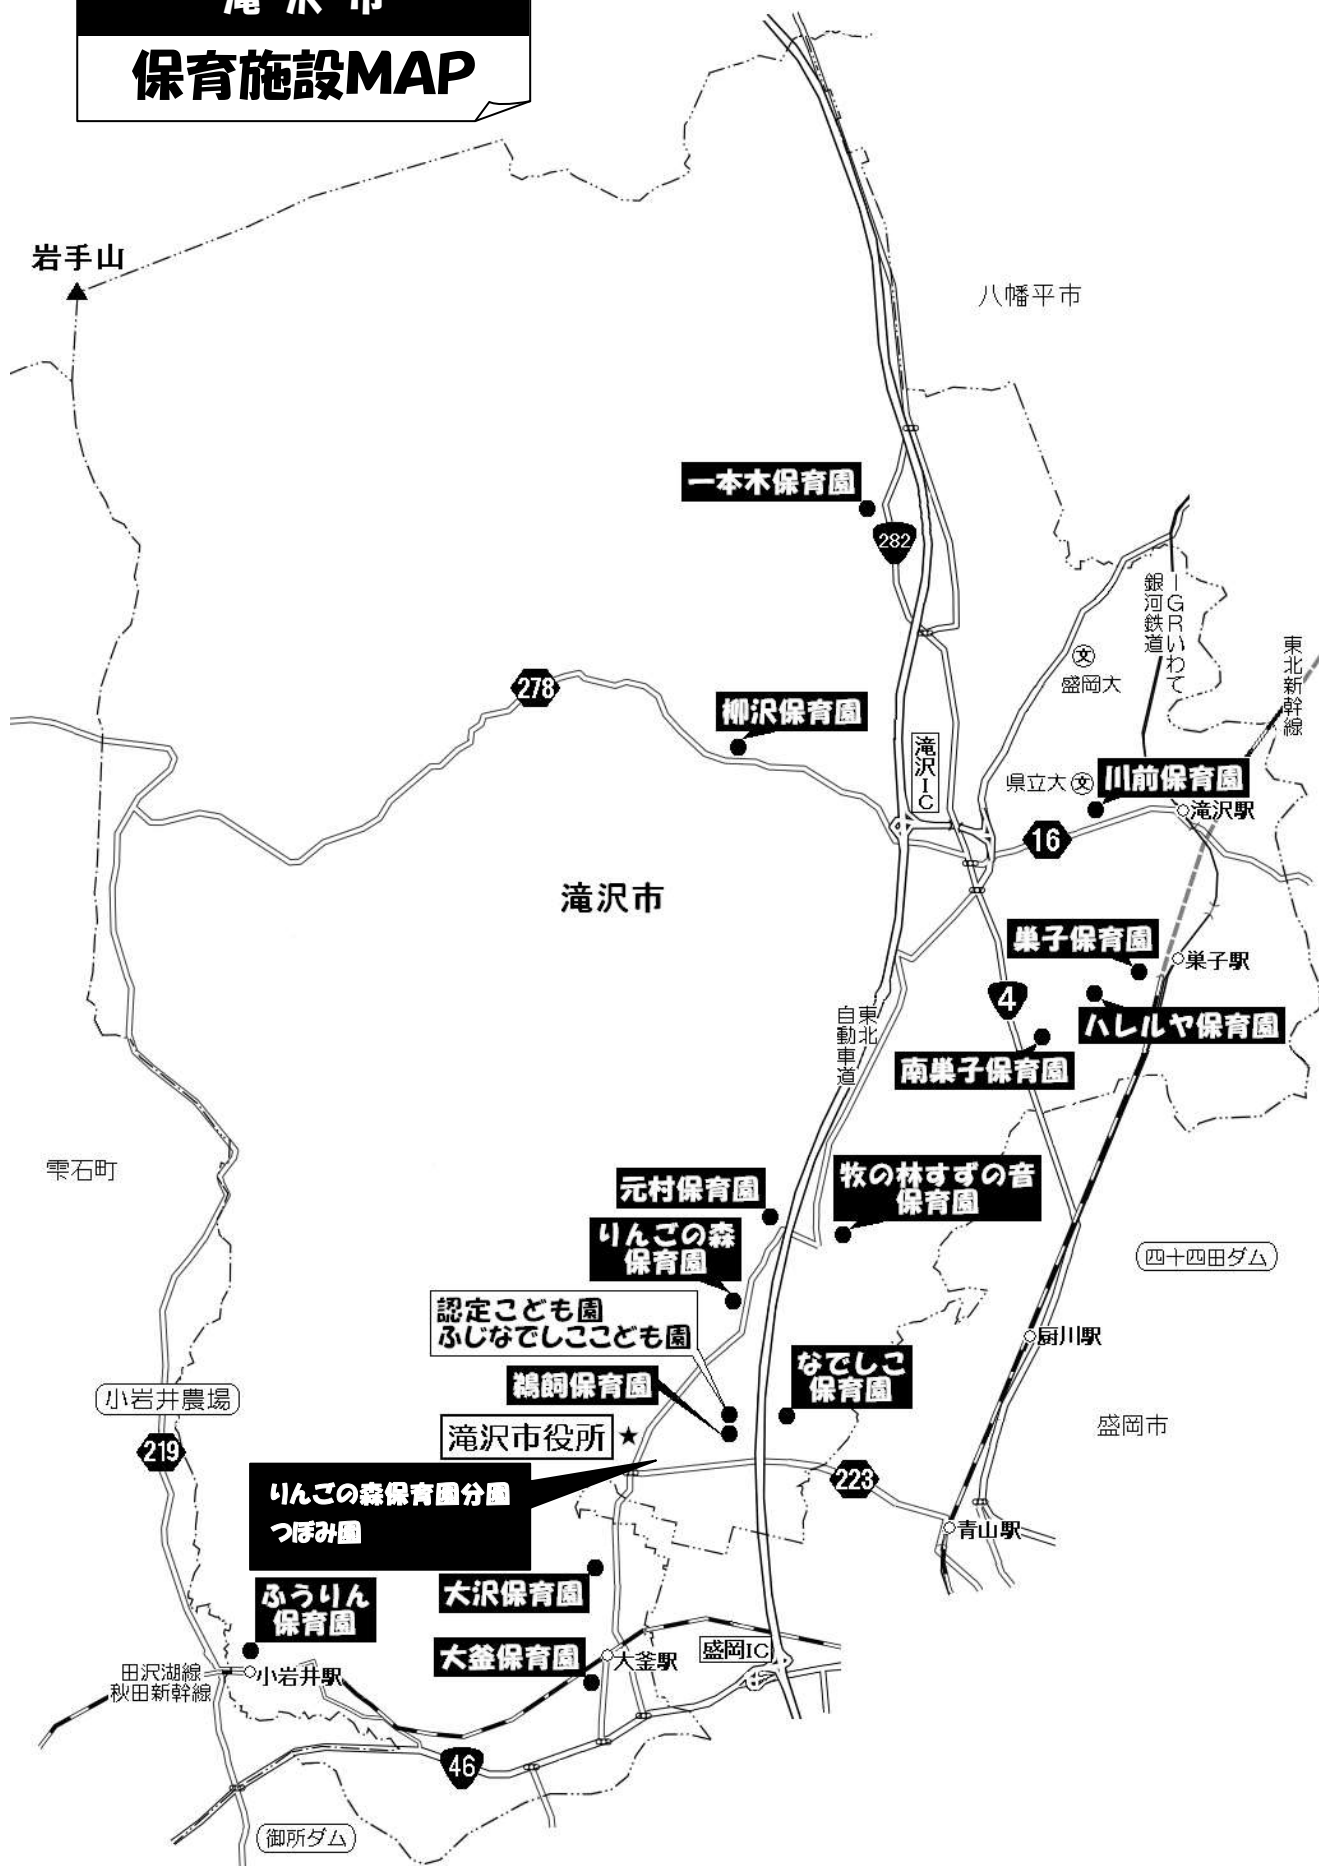 滝沢市
保育施設MAP
岩手山
八幡平市
一本木保育園
282
IGRいわて
銀河鉄道
東北新幹線
文
盛岡大
278
柳沢保育園
滝沢IC
県立大
文
川前保育園
滝沢駅
16
滝沢市
巣子保育園
巣子駅
4
ハレルヤ保育園
東北
自動車道
南巣子保育園
雫石町
元村保育園
牧の林すずの音
保育園
りんごの森
保育園
四十四田ダム
認定こども園
ふじなでしここども園
厨川駅
なでしこ
保育園
鵜飼保育園
小岩井農場
滝沢市役所
盛岡市
219
223
りんごの森保育園分園
つぼみ園
青山駅
大沢保育園
ふうりん
保育園
大釜保育園
大釜駅
盛岡IC
田沢湖線
秋田新幹線
小岩井駅
46
御所ダム